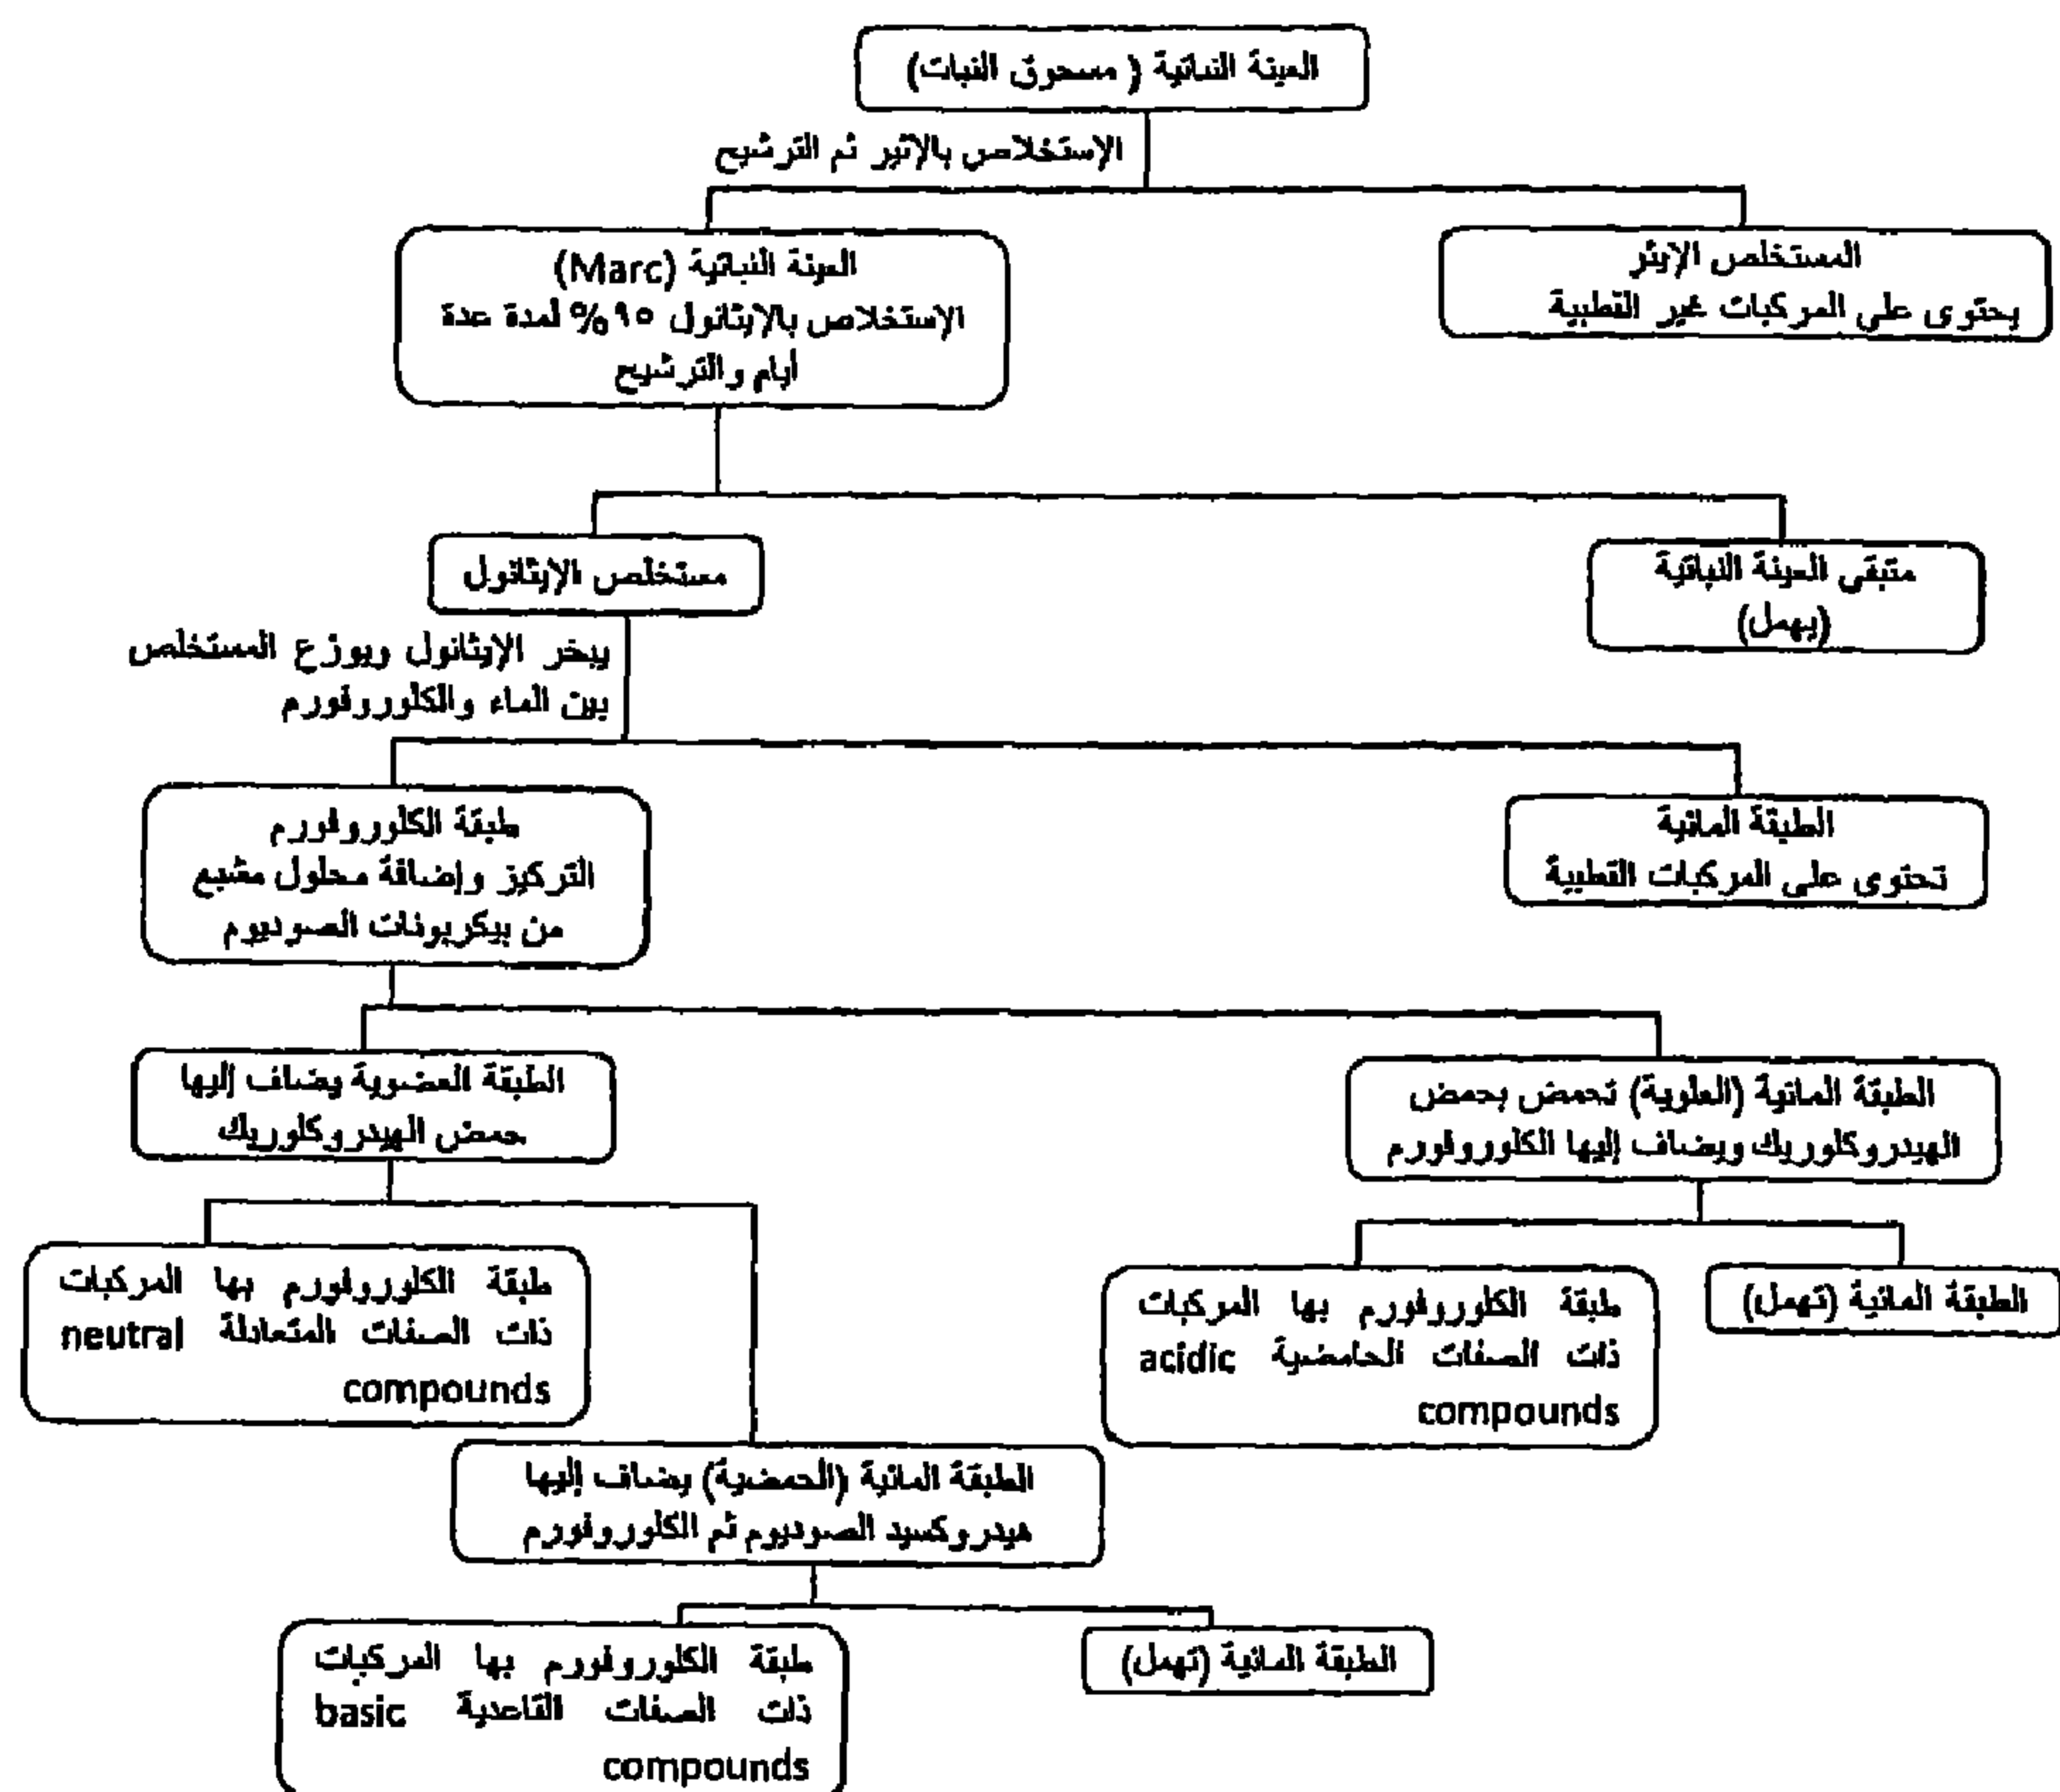 العينة النباتية ( مسحوق النبات)
الإستخلاص بالإثير ثم الترشيح
المستخلص الإيثر
يحتوى على المركبات غير القطبية
العينة النباتية (Marc)
الإستخلاص بالإيثانول ٩٥% لمدة عدة
أيام والترشيح
متبقى العينة النباتية
(يهمل)
مستخلص الإيثانول
يبخر الإيثانول ويوزع المستخلص
بين الماء والكلوروفورم
الطبقة المائية
تحتوى على المركبات القطبية
طبقة الكلوروفورم
التركيز وإضافة محلول مشبع
من بيكربونات الصوديوم
الطبقة المائية (العلوية) تحمض بحمض
الهيدروكلوريك ويضاف إليها الكلوروفورم
الطبقة العضوية يضاف إليها
حمض الهيدروكلوريك
الطبقة المائية (تهمل)
طبقة الكلوروفورم بها المركبات
ذات الصفات الحامضية acidic
compounds
طبقة الكلوروفورم بها المركبات
ذات الصفات المتعادلة neutral
compounds
الطبقة المائية (الحمضية) يضاف إليها
هيدروكسيد الصوديوم ثم الكلوروفورم
الطبقة المائية (تهمل)
طبقة الكلوروفورم بها المركبات
ذات الصفات القاعدية basic
compounds